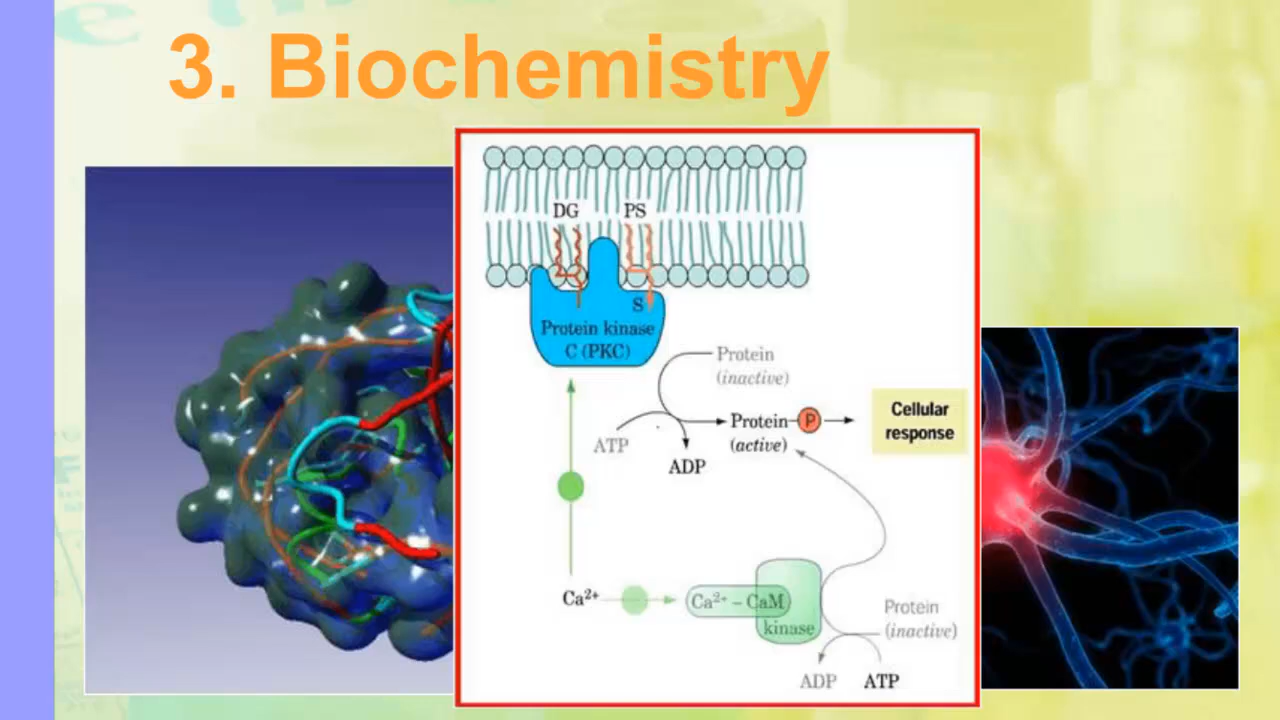 3. Biochemistry
DG PS
S
Protein kinase
C (PKC)
Protein
(inactive)
Protein P
(active)
Cellular
response
ATP
ADP
Ca²⁺
Ca²⁺ – CaM
kinase
Protein
(inactive)
ADP ATP